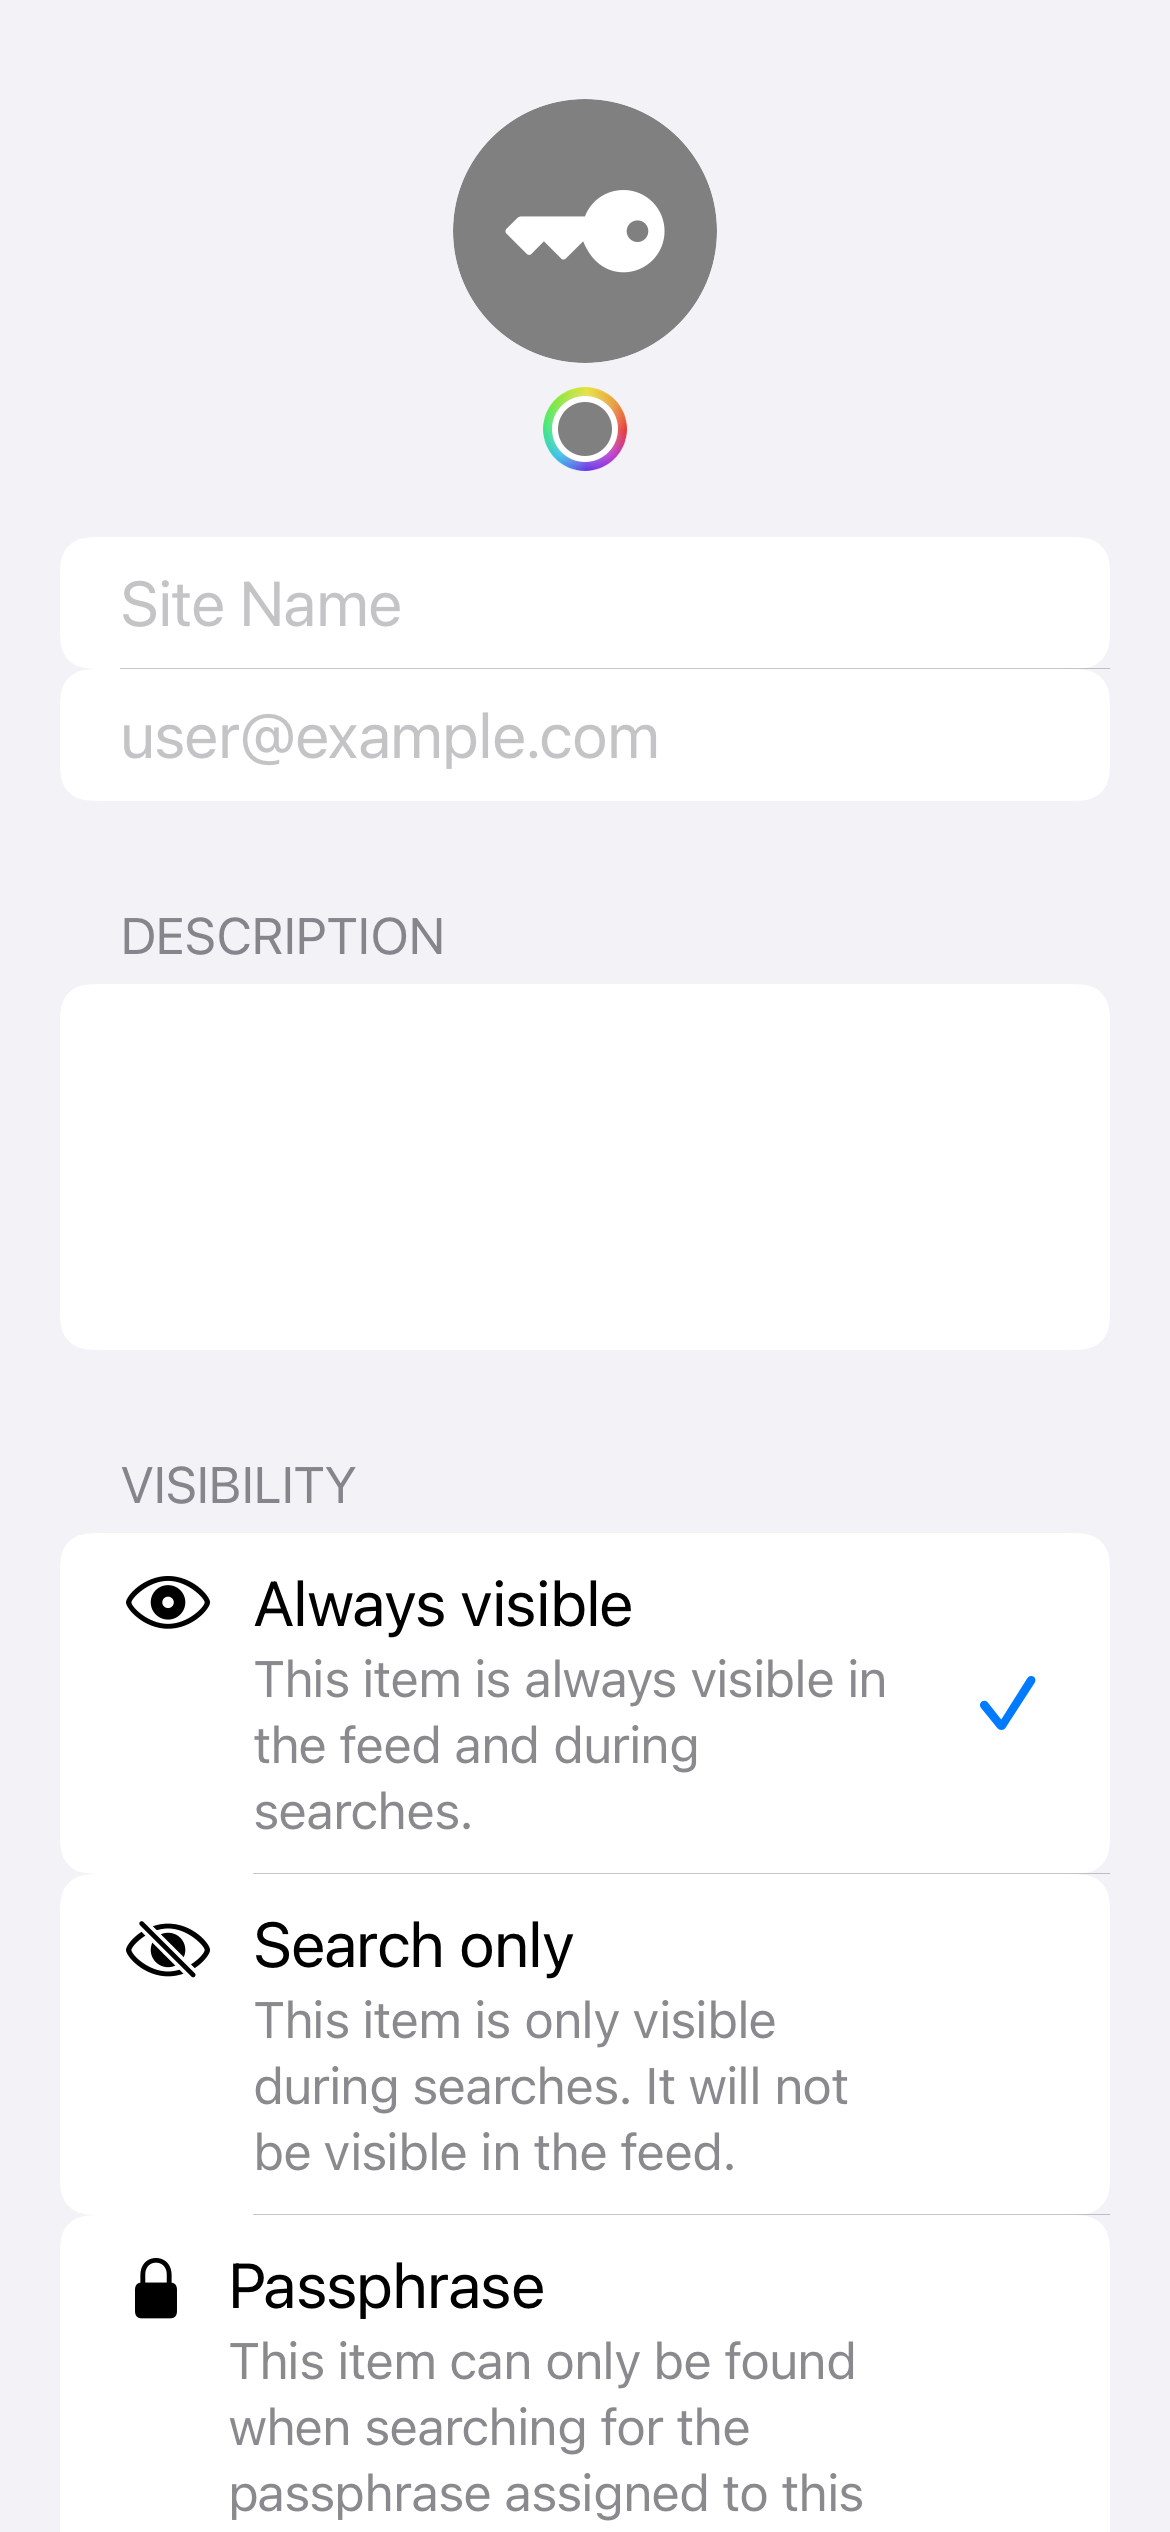 Site Name
user@example.com
DESCRIPTION
VISIBILITY
Always visible
This item is always visible in
the feed and during
searches.
Search only
This item is only visible
during searches. It will not
be visible in the feed.
Passphrase
This item can only be found
when searching for the
passphrase assigned to this